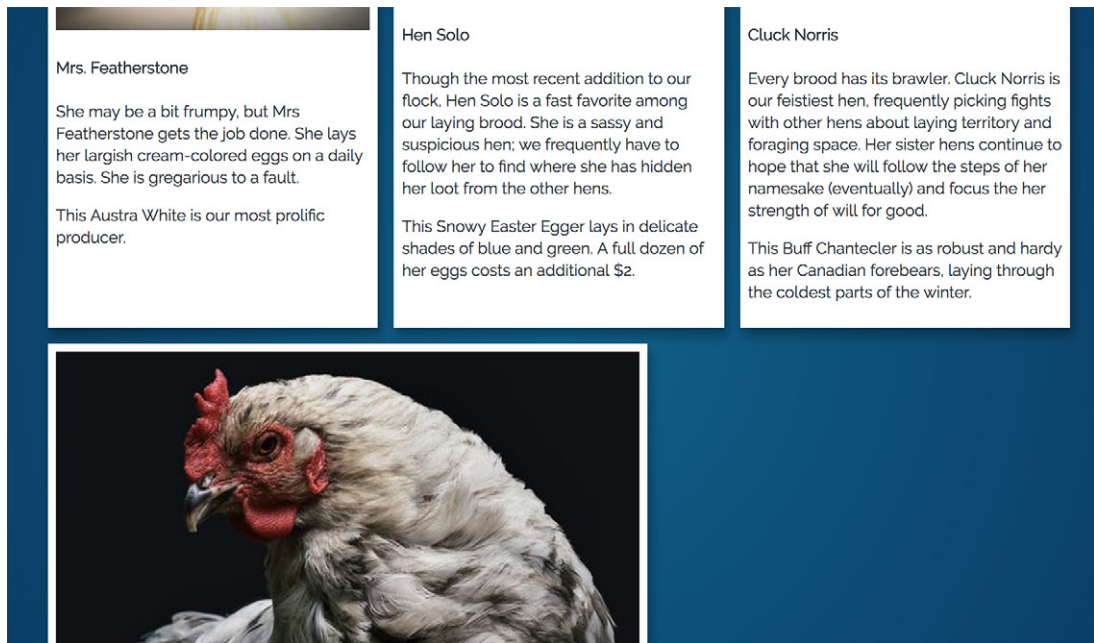 Mrs. Featherstone
She may be a bit frumpy, but Mrs
Featherstone gets the job done. She lays
her largish cream-colored eggs on a daily
basis. She is gregarious to a fault.
This Austra White is our most prolific
producer.
Hen Solo
Though the most recent addition to our
flock, Hen Solo is a fast favorite among
our laying brood. She is a sassy and
suspicious hen; we frequently have to
follow her to find where she has hidden
her loot from the other hens.
This Snowy Easter Egger lays in delicate
shades of blue and green. A full dozen of
her eggs costs an additional $2.
Cluck Norris
Every brood has its brawler. Cluck Norris is
our feistiest hen, frequently picking fights
with other hens about laying territory and
foraging space. Her sister hens continue to
hope that she will follow the steps of her
namesake (eventually) and focus the her
strength of will for good.
This Buff Chantecler is as robust and hardy
as her Canadian forebears, laying through
the coldest parts of the winter.